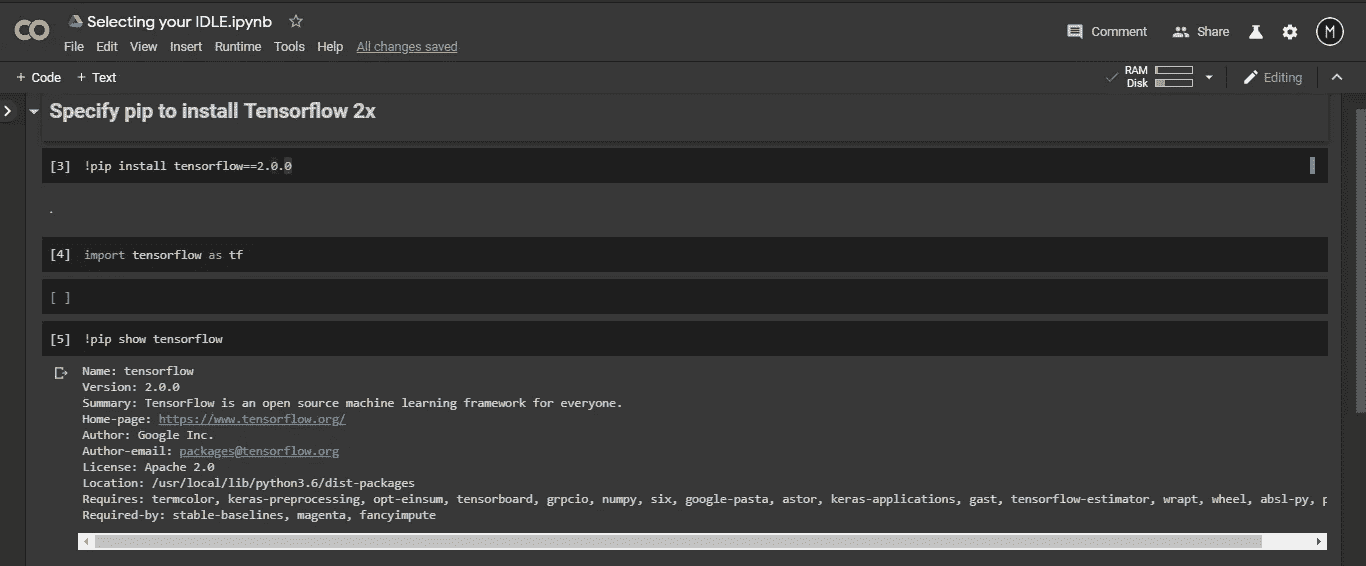 Selecting your IDLE.ipynb
File Edit View Insert Runtime Tools Help All changes saved
Comment Share M
+ Code + Text
RAM
Disk
Editing
Specify pip to install Tensorflow 2x
[3] !pip install tensorflow==2.0.0
.
[4] import tensorflow as tf
[ ]
[5] !pip show tensorflow
Name: tensorflow
Version: 2.0.0
Summary: TensorFlow is an open source machine learning framework for everyone.
Home-page: https://www.tensorflow.org/
Author: Google Inc.
Author-email: packages@tensorflow.org
License: Apache 2.0
Location: /usr/local/lib/python3.6/dist-packages
Requires: termcolor, keras-preprocessing, opt-einsum, tensorboard, grpcio, numpy, six, google-pasta, astor, keras-applications, gast, tensorflow-estimator, wrapt, wheel, absl-py, p
Required-by: stable-baselines, magenta, fancyimpute